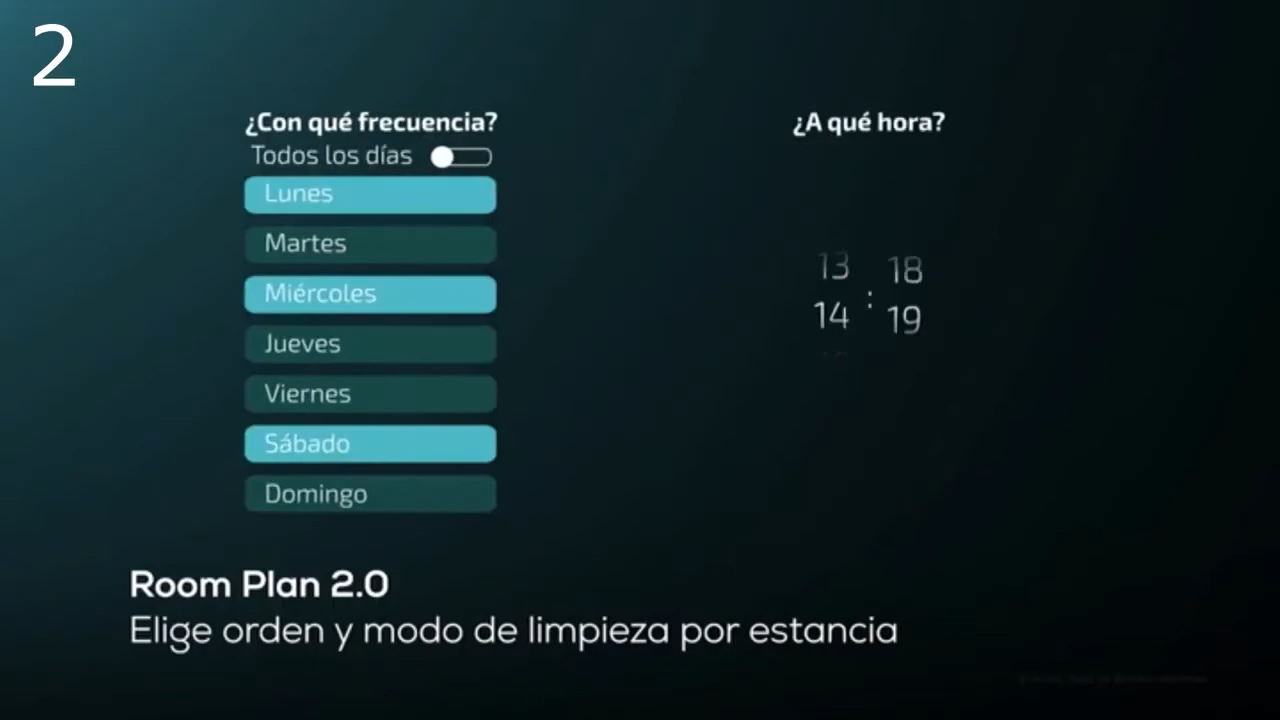 2
¿Con qué frecuencia?
Todos los días
Lunes
Martes
Miércoles
Jueves
Viernes
Sábado
Domingo
¿A qué hora?
13 : 18
14 : 19
Room Plan 2.0
Elige orden y modo de limpieza por estancia